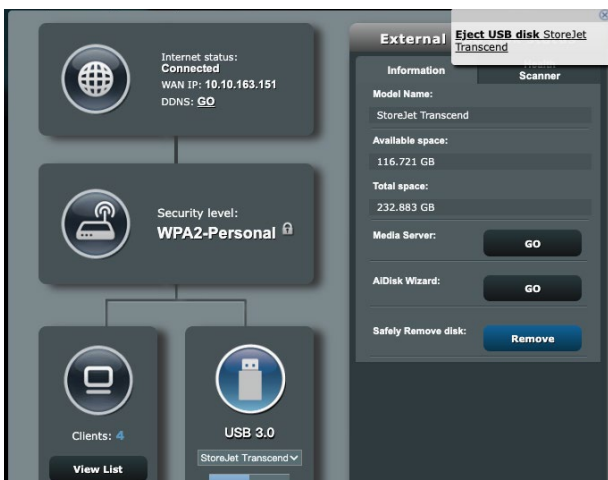 Internet status:
Connected
WAN IP: 10.10.163.151
DDNS: GO
Security level:
WPA2-Personal
Clients: 4
View List
USB 3.0
StoreJet Transcend
External
Eject USB disk StoreJet
Transcend
Information
Scanner
Model Name:
StoreJet Transcend
Available space:
116.721 GB
Total space:
232.883 GB
Media Server:
GO
AiDisk Wizard:
GO
Safely Remove disk:
Remove